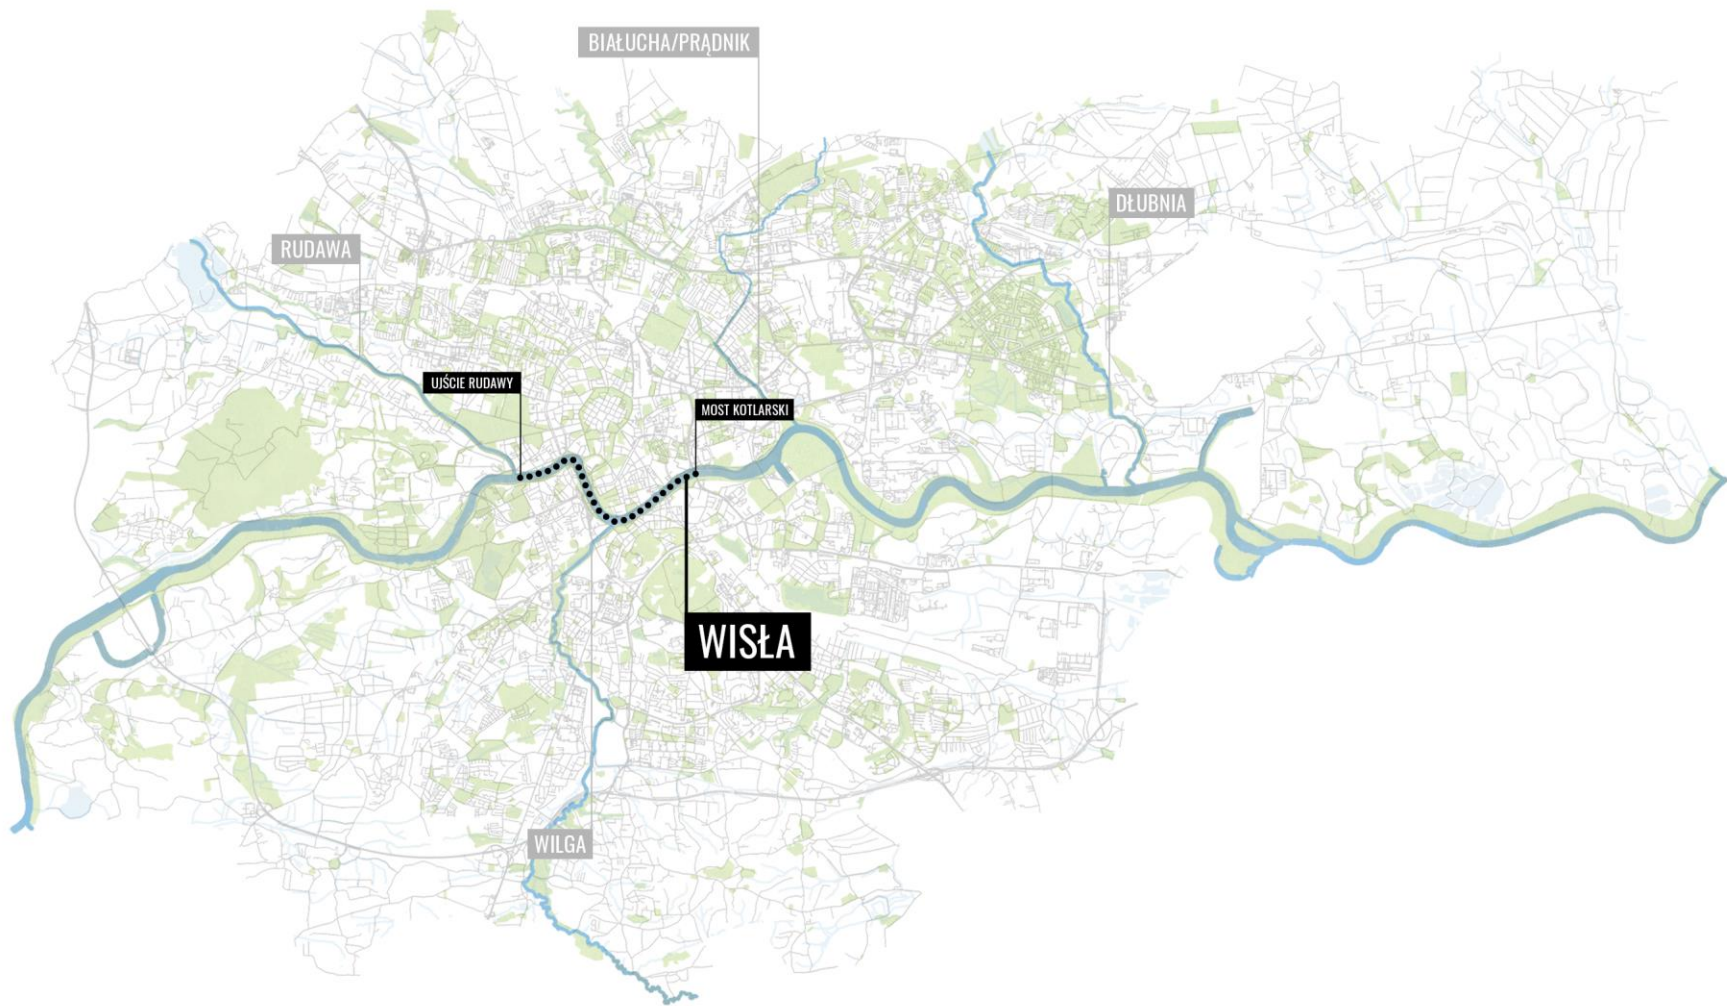 BIAŁUCHA/PRĄDNIK
DŁUBNIA
RUDAWA
UJŚCIE RUDAWY
MOST KOTLARSKI
WISŁA
WILGA